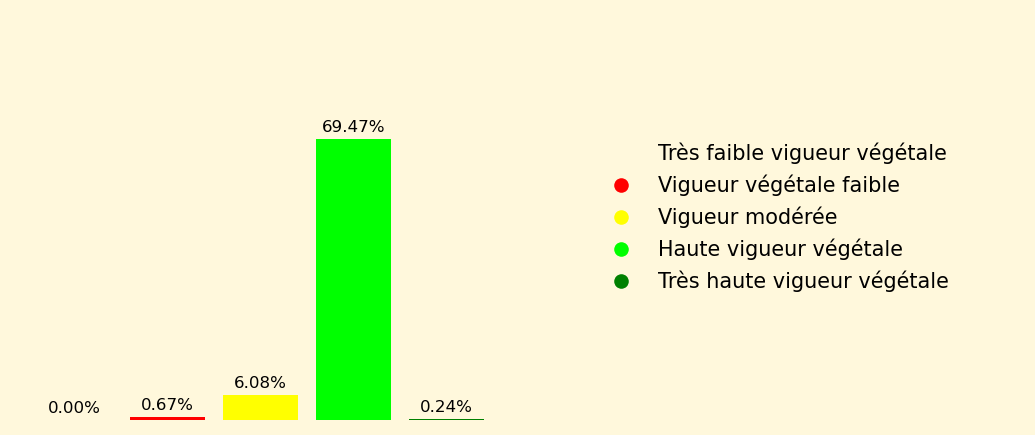 69.47%
6.08%
0.67%
0.00%
0.24%
Très faible vigueur végétale
Vigueur végétale faible
Vigueur modérée
Haute vigueur végétale
Très haute vigueur végétale